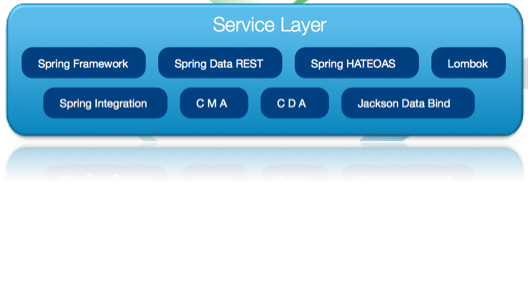 Service Layer
Spring Framework Spring Data REST Spring HATEOAS Lombok
Spring Integration C M A C D A Jackson Data Bind